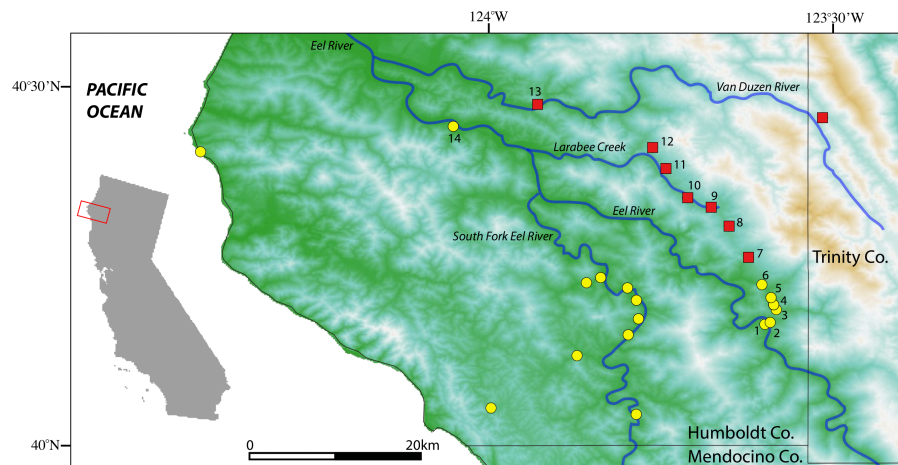 124°W
123°30'W
Eel River
40°30'N
PACIFIC
OCEAN
Van Duzen River
13
14
12
Larabee Creek
11
10
9
Eel River
8
South Fork Eel River
7
Trinity Co.
6
5
4
3
1
2
Humboldt Co.
40°N
0
20km
Mendocino Co.